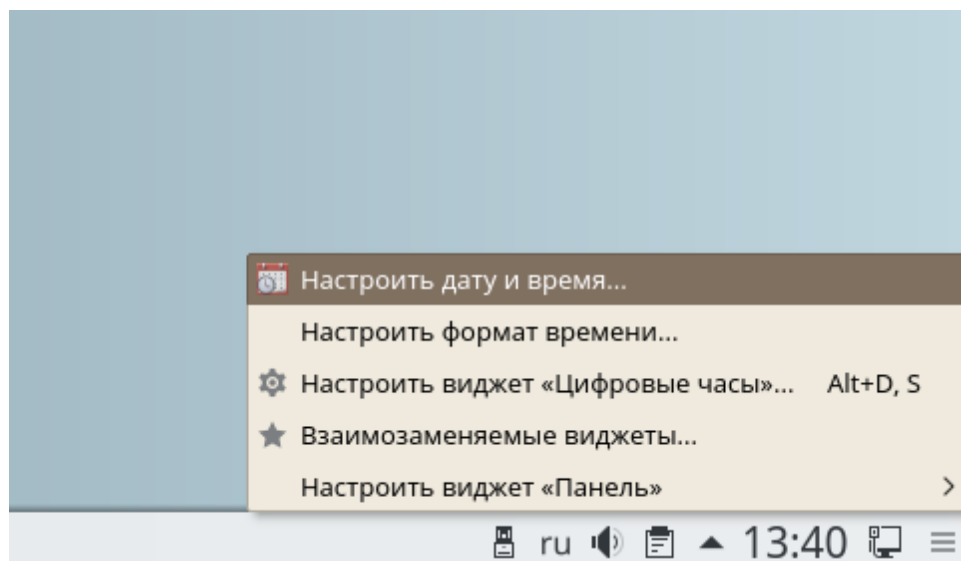 Настроить дату и время...
Настроить формат времени...
Настроить виджет «Цифровые часы»... Alt+D, S
Взаимозаменяемые виджеты...
Настроить виджет «Панель»
ru 13:40